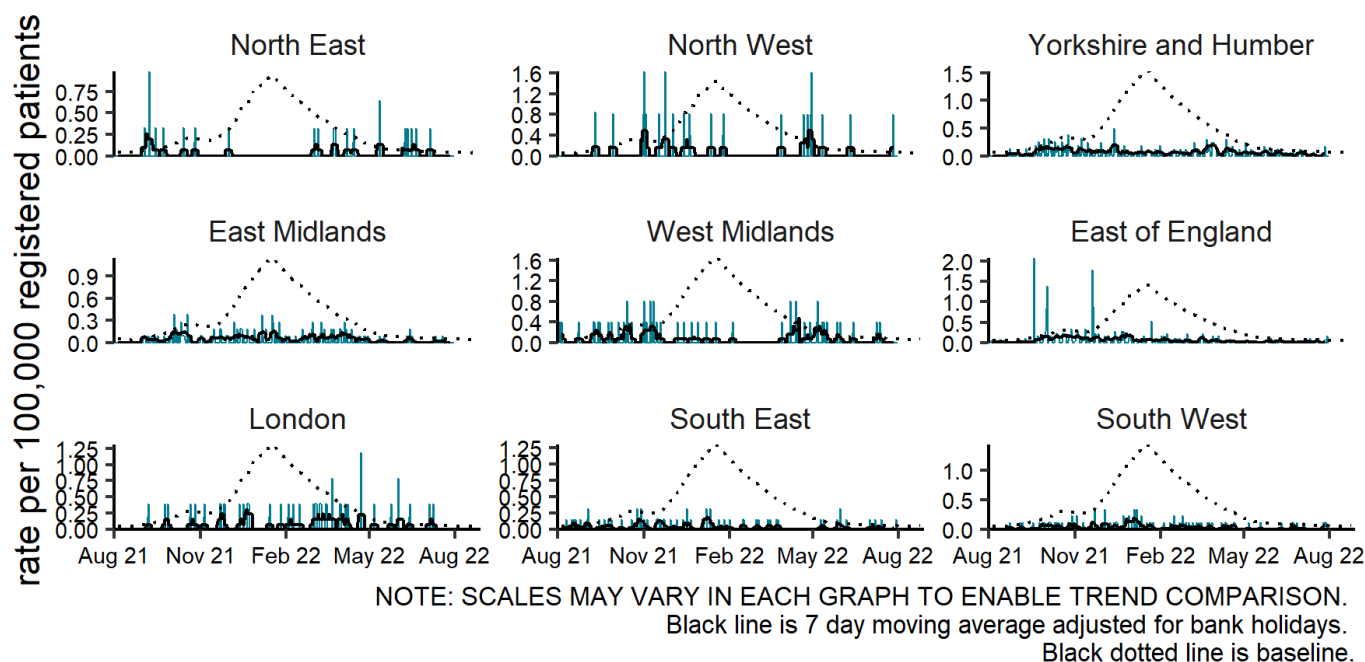 rate per 100,000 registered patients
North East
North West
Yorkshire and Humber
0.75
0.50
0.25
0.00
1.6
1.2
0.8
0.4
0.0
1.5
1.0
0.5
0.0
East Midlands
West Midlands
East of England
0.9
0.6
0.3
0.0
1.6
1.2
0.8
0.4
0.0
2.0
1.5
1.0
0.5
0.0
London
South East
South West
1.25
1.00
0.75
0.50
0.25
0.00
1.25
1.00
0.75
0.50
0.25
0.00
1.0
0.5
0.0
Aug 21 Nov 21 Feb 22 May 22 Aug 22
Aug 21 Nov 21 Feb 22 May 22 Aug 22
Aug 21 Nov 21 Feb 22 May 22 Aug 22
NOTE: SCALES MAY VARY IN EACH GRAPH TO ENABLE TREND COMPARISON.
Black line is 7 day moving average adjusted for bank holidays.
Black dotted line is baseline.